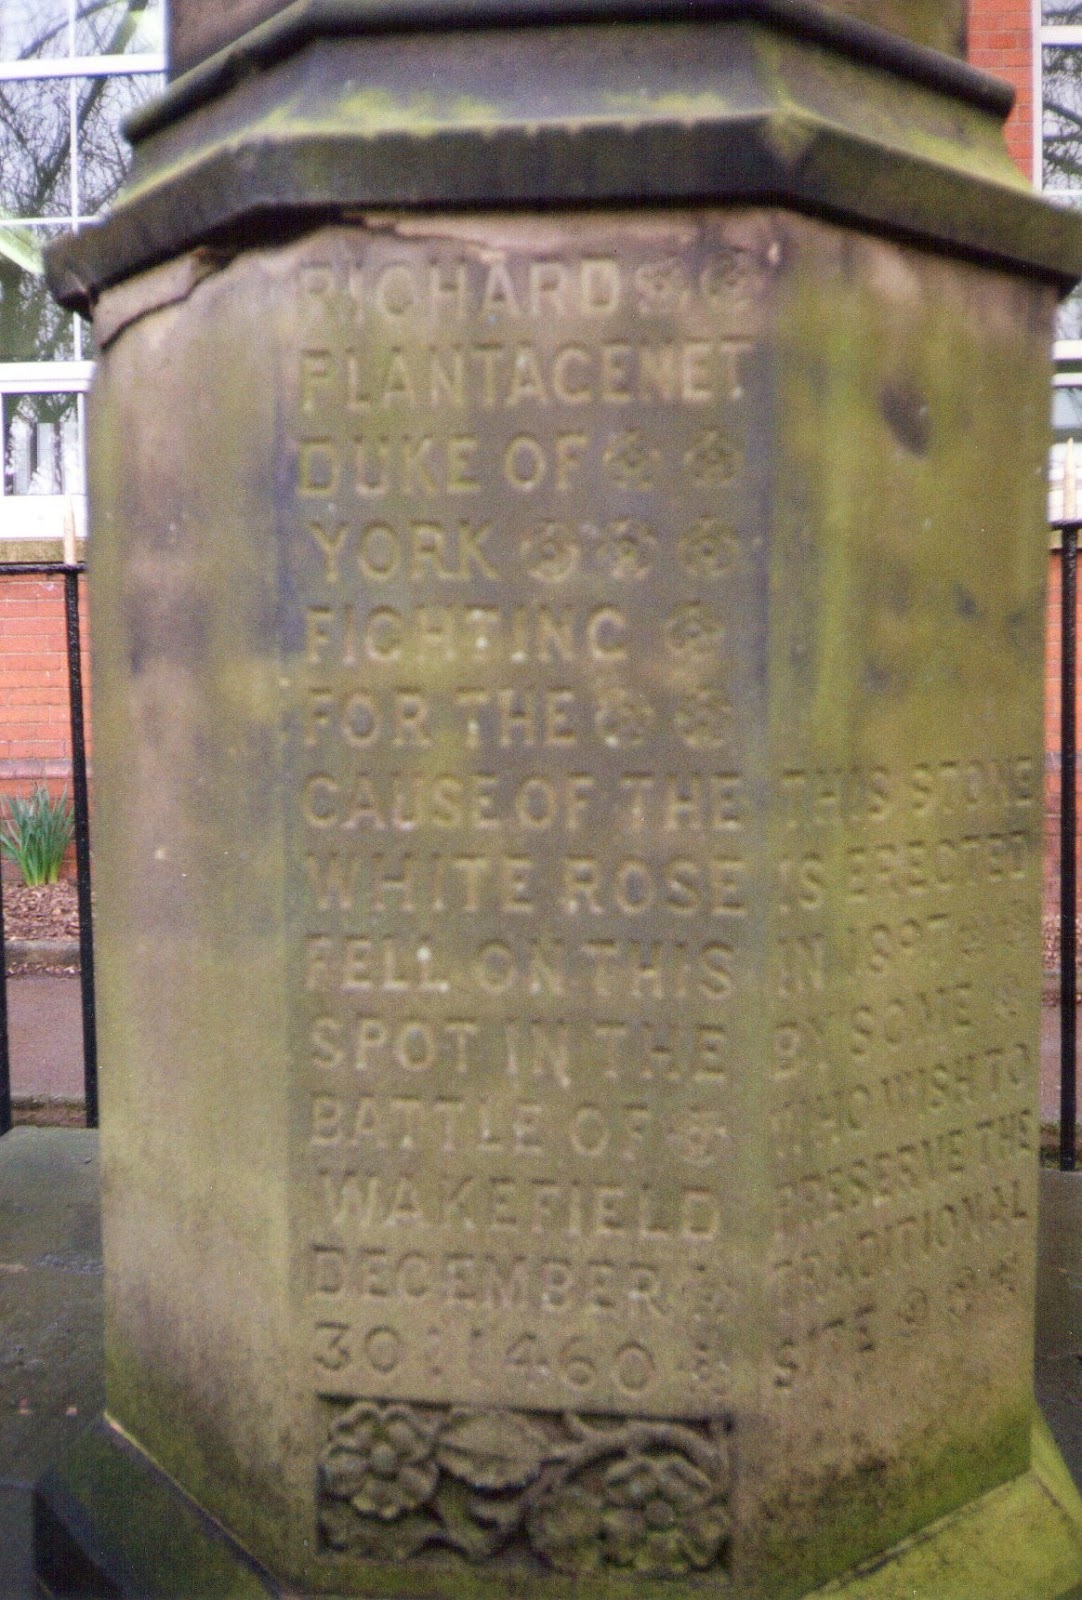 RICHARD
PLANTAGENET
DUKE OF
YORK
FIGHTING
FOR THE
CAUSE OF THE
WHITE ROSE
FELL ON THIS
SPOT IN THE
BATTLE OF
WAKEFIELD
DECEMBER
30 : 1460
THIS STONE
IS ERECTED
IN 1897
BY SOME
WHO WISH TO
PRESERVE THE
TRADITIONAL
SITE